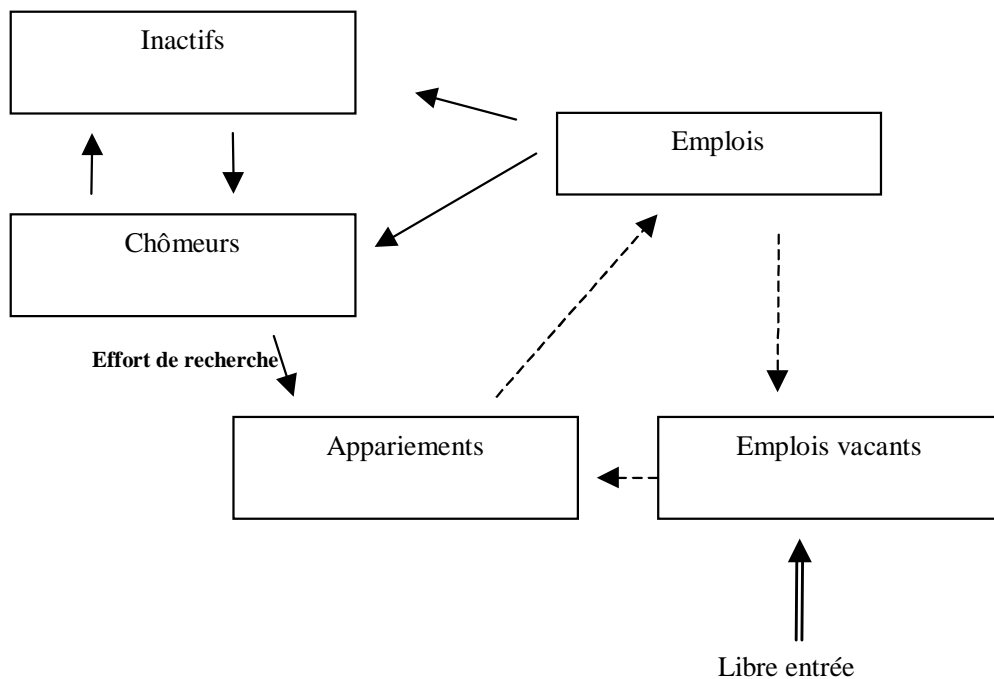 Inactifs
Emplois
Chômeurs
Effort de recherche
Appariements
Emplois vacants
Libre entrée